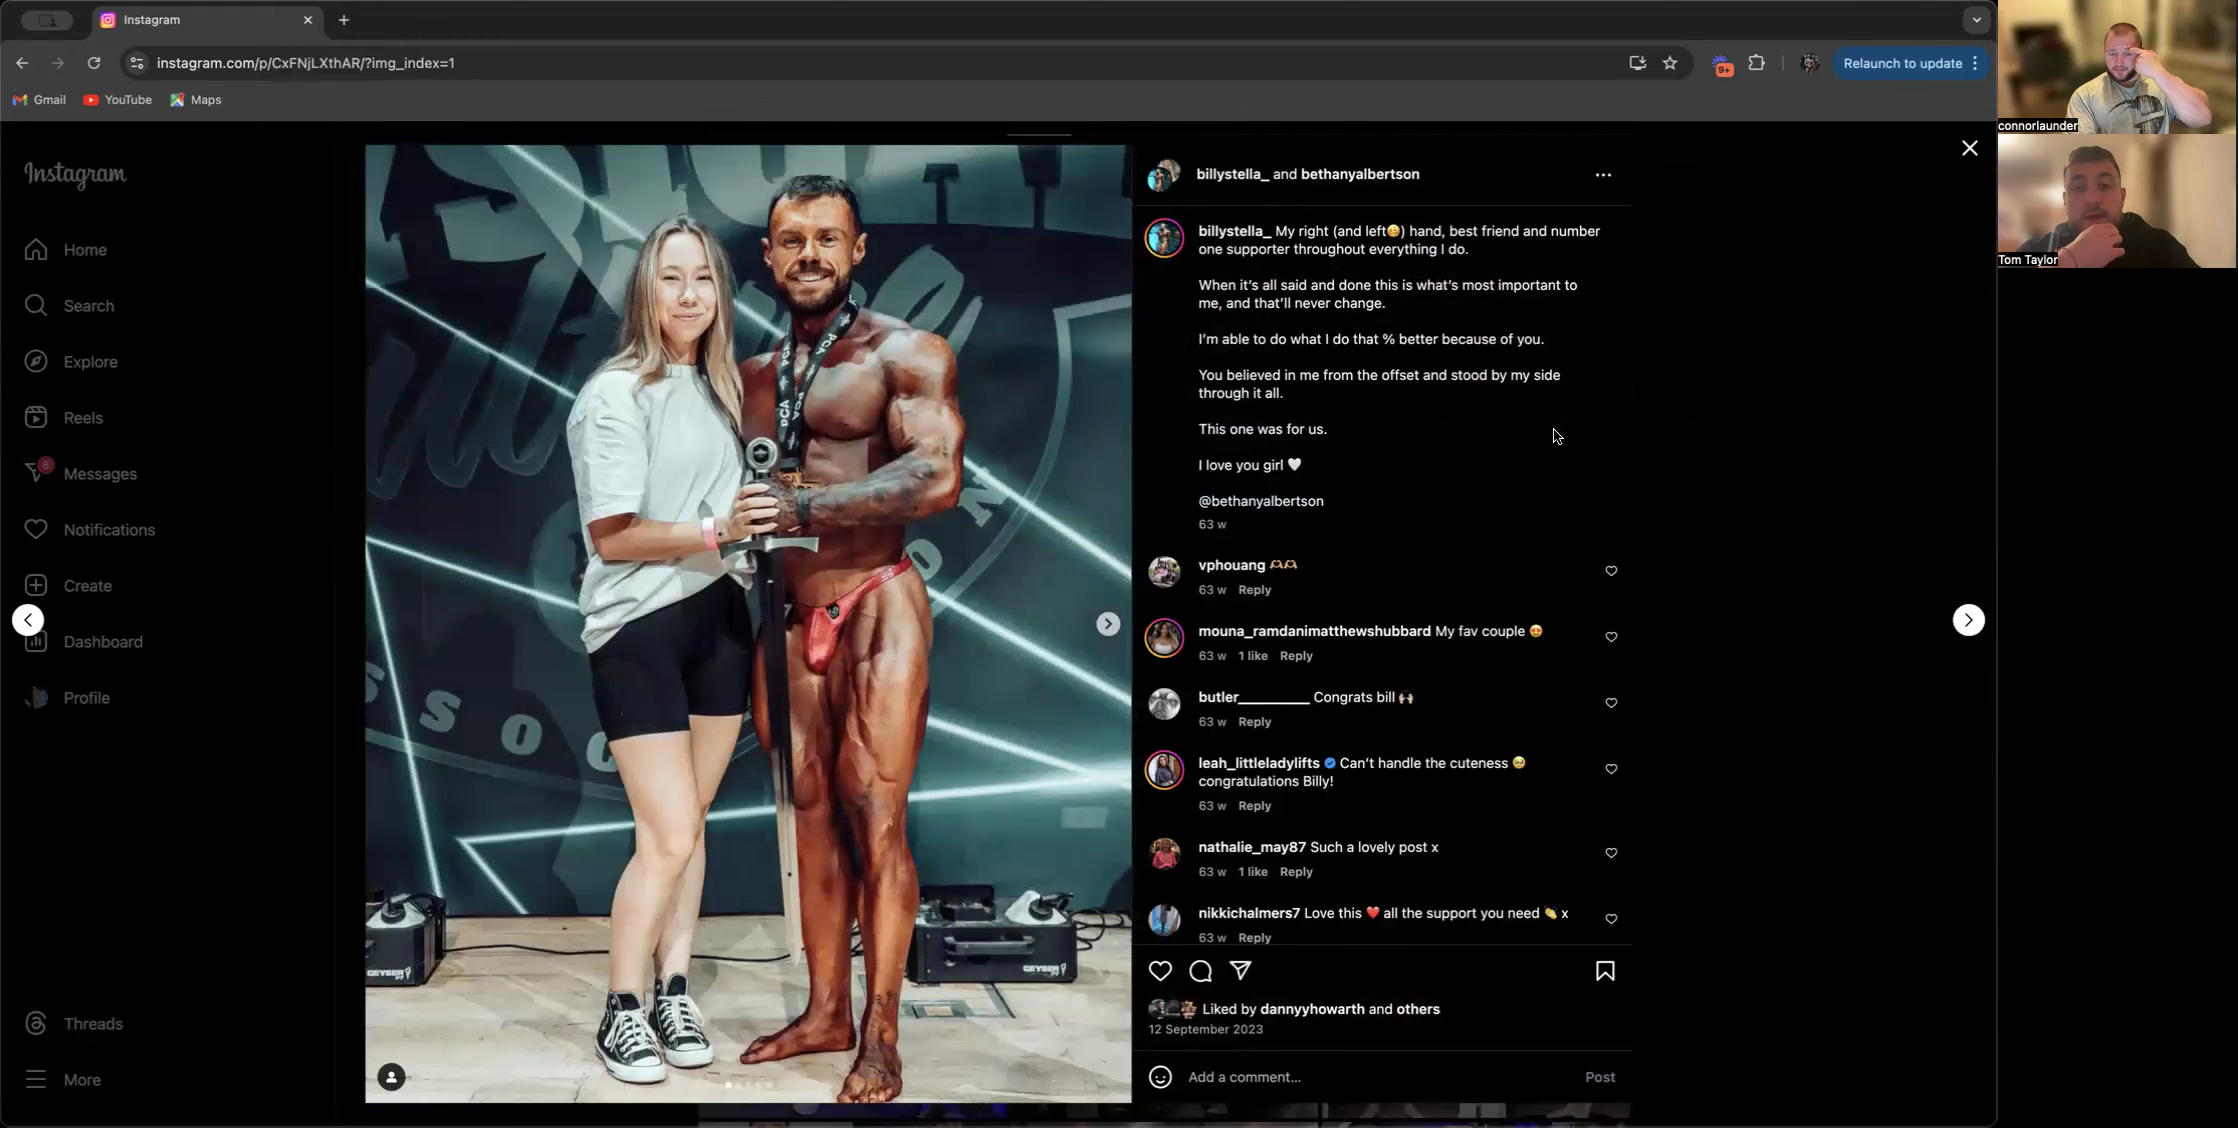 Instagram
instagram.com/p/CxFNjLXthAR/?img_index=1
9+
Relaunch to update
Gmail
YouTube
Maps
connorlaunder
Tom Taylor
Instagram
Home
Search
Explore
Reels
6
Messages
Notifications
Create
Dashboard
Profile
Threads
More
PCA
PCA
SOC
ON
GEYSER
GEYSER
billystella_ and bethanyalbertson
billystella_ My right (and left😉) hand, best friend and number
one supporter throughout everything I do.
When it's all said and done this is what's most important to
me, and that'll never change.
I'm able to do what I do that % better because of you.
You believed in me from the offset and stood by my side
through it all.
This one was for us.
I love you girl 🤍
@bethanyalbertson
63 w
vphouang 🫶🏽🫶🏽
63 w Reply
mouna_ramdanimatthewshubbard My fav couple 😍
63 w 1 like Reply
butler__________ Congrats bill 🙌🏼
63 w Reply
leah_littleladylifts Can't handle the cuteness 🥹
congratulations Billy!
63 w Reply
nathalie_may87 Such a lovely post x
63 w 1 like Reply
nikkichalmers7 Love this ❤️ all the support you need 👏 x
63 w Reply
Liked by dannyyhowarth and others
12 September 2023
Add a comment...
Post